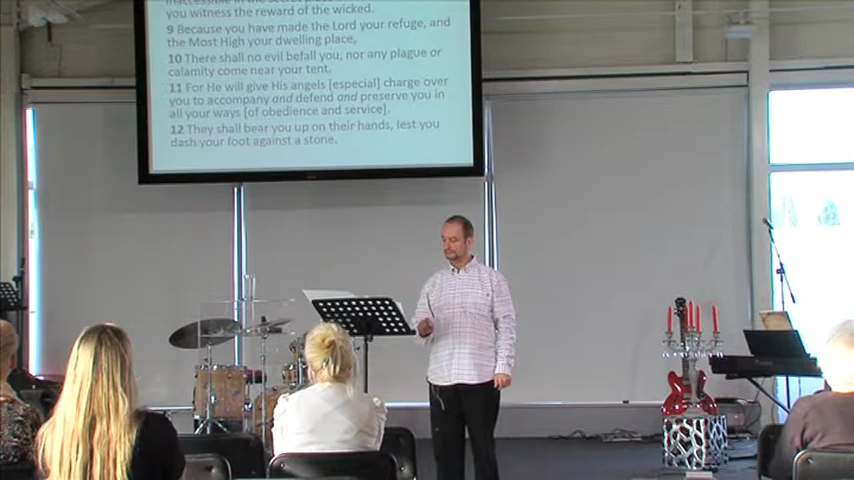 inaccessible in the secret
you witness the reward of the wicked.
9 Because you have made the Lord your refuge, and
the Most High your dwelling place,
10 There shall no evil befall you, nor any plague or
calamity come near your tent.
11 For He will give His angels [especial] charge over
you to accompany and defend and preserve you in
all your ways [of obedience and service].
12 They shall bear you up on their hands, lest you
dash your foot against a stone.